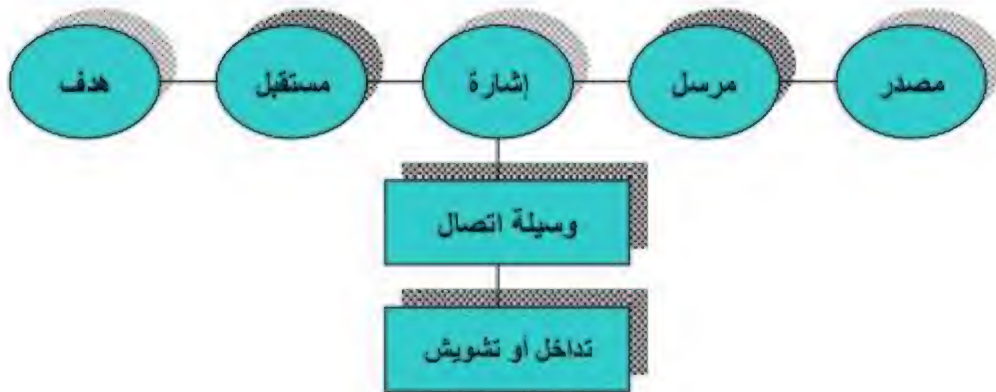 مصدر
مرسل
إشارة
مستقبل
هدف
وسيلة اتصال
تداخل أو تشويش